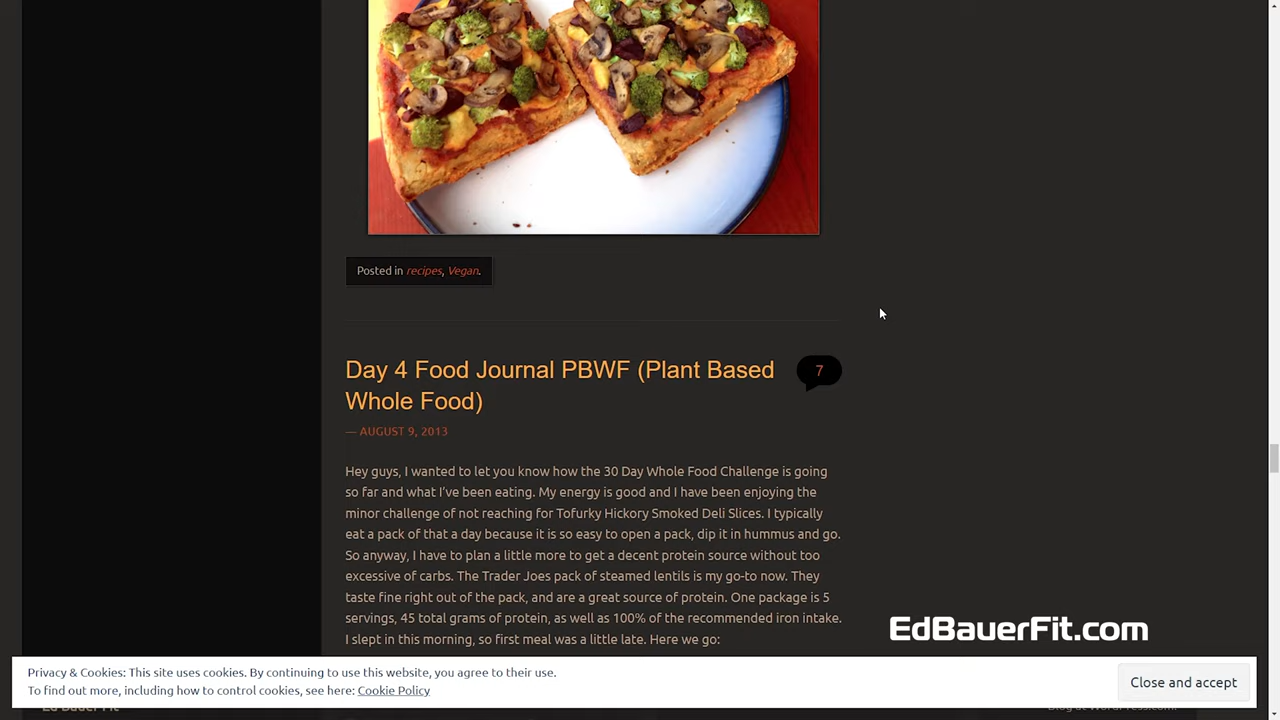 Posted in recipes, Vegan.
Day 4 Food Journal PBWF (Plant Based
Whole Food)
7
— AUGUST 9, 2013
Hey guys, I wanted to let you know how the 30 Day Whole Food Challenge is going
so far and what I've been eating. My energy is good and I have been enjoying the
minor challenge of not reaching for Tofurky Hickory Smoked Deli Slices. I typically
eat a pack of that a day because it is so easy to open a pack, dip it in hummus and go.
So anyway, I have to plan a little more to get a decent protein source without too
excessive of carbs. The Trader Joes pack of steamed lentils is my go-to now. They
taste fine right out of the pack, and are a great source of protein. One package is 5
servings, 45 total grams of protein, as well as 100% of the recommended iron intake.
I slept in this morning, so first meal was a little late. Here we go:
EdBauerFit.com
Privacy & Cookies: This site uses cookies. By continuing to use this website, you agree to their use.
To find out more, including how to control cookies, see here: Cookie Policy
Close and accept
Ed Bauer Fit
Blog at WordPress.com.